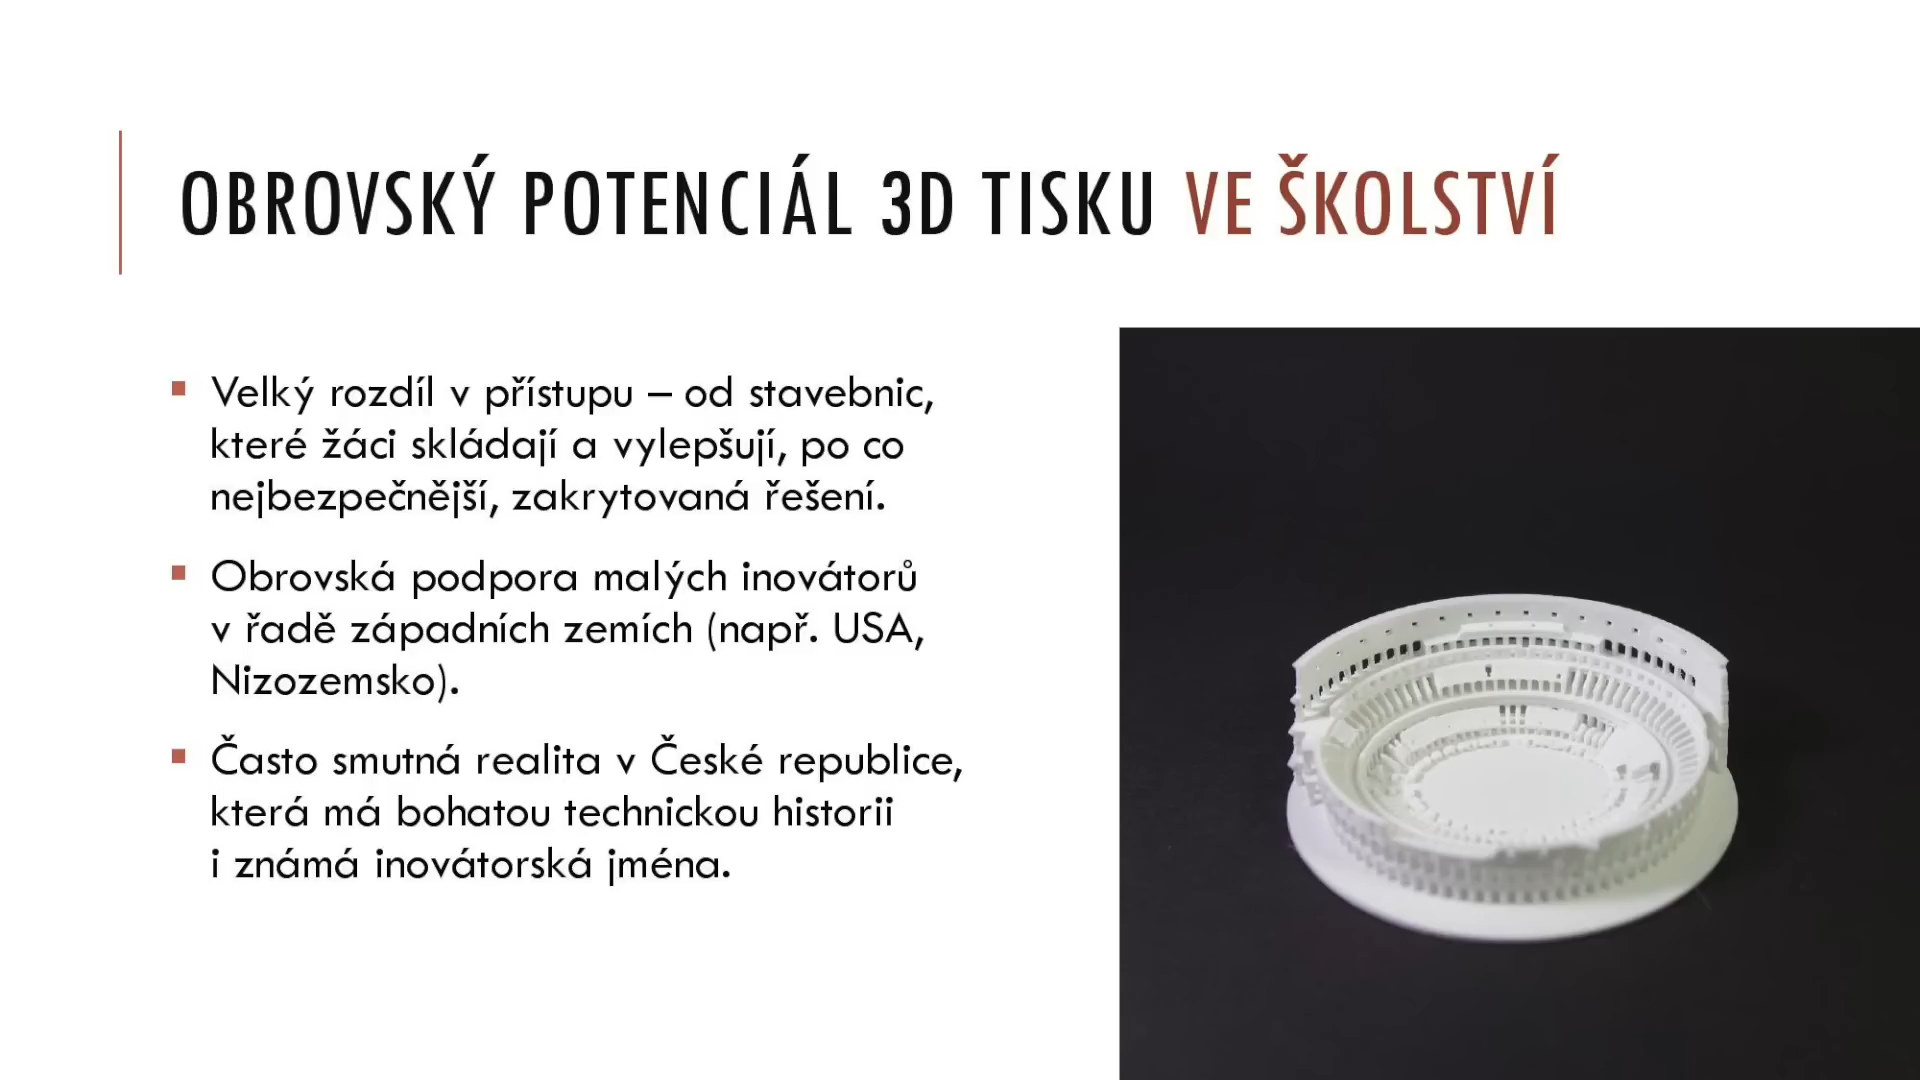 OBROVSKÝ POTENCIÁL 3D TISKU VE ŠKOLSTVÍ
▪ Velký rozdíl v přístupu – od stavebnic,
které žáci skládají a vylepšují, po co
nejbezpečnější, zakrytovaná řešení.
▪ Obrovská podpora malých inovátorů
v řadě západních zemích (např. USA,
Nizozemsko).
▪ Často smutná realita v České republice,
která má bohatou technickou historii
i známá inovátorská jména.